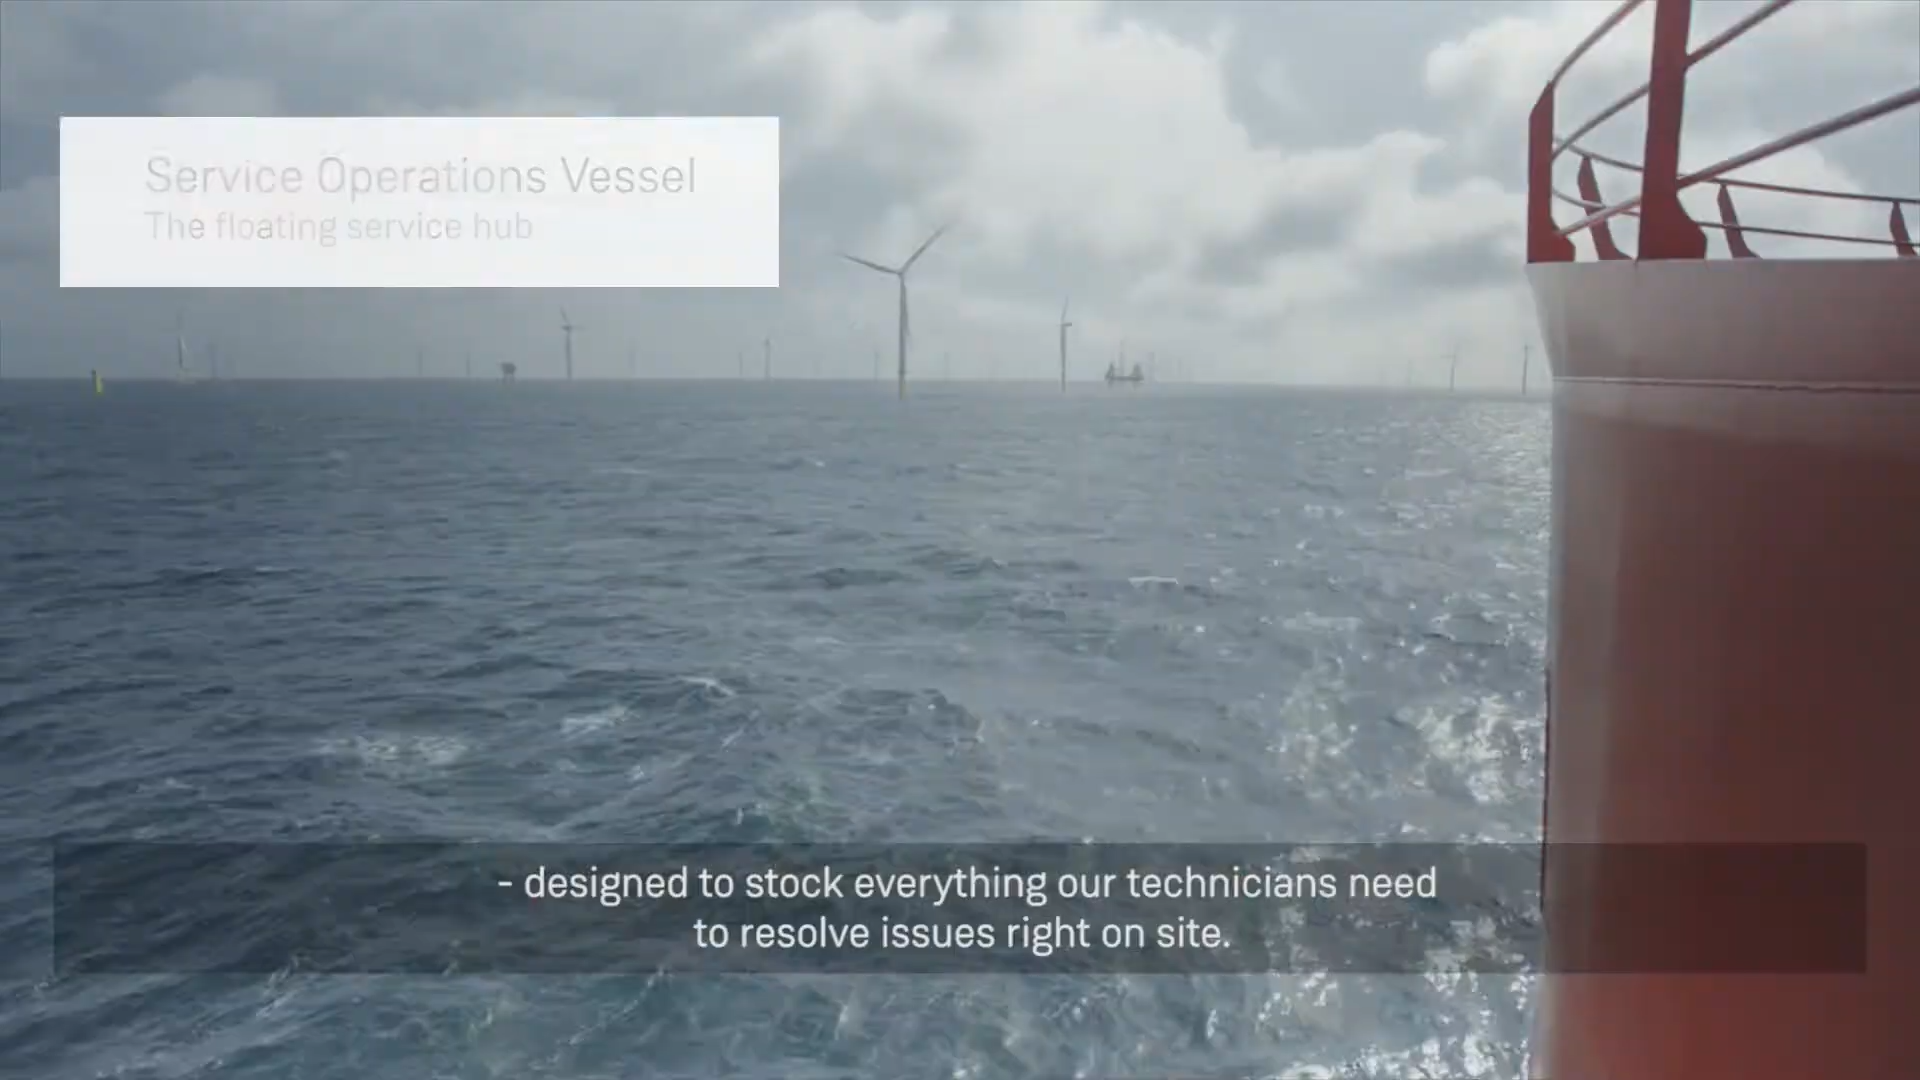 Service Operations Vessel
The floating service hub
- designed to stock everything our technicians need
to resolve issues right on site.